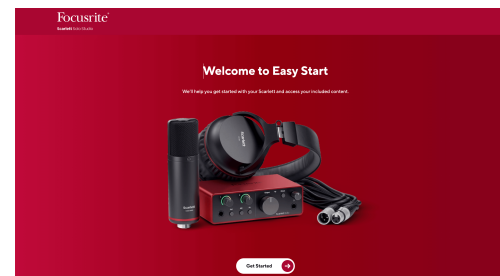 Focusrite®
Scarlett Solo Studio
Welcome to Easy Start
We'll help you get started with your Scarlett and access your included content.
Get Started